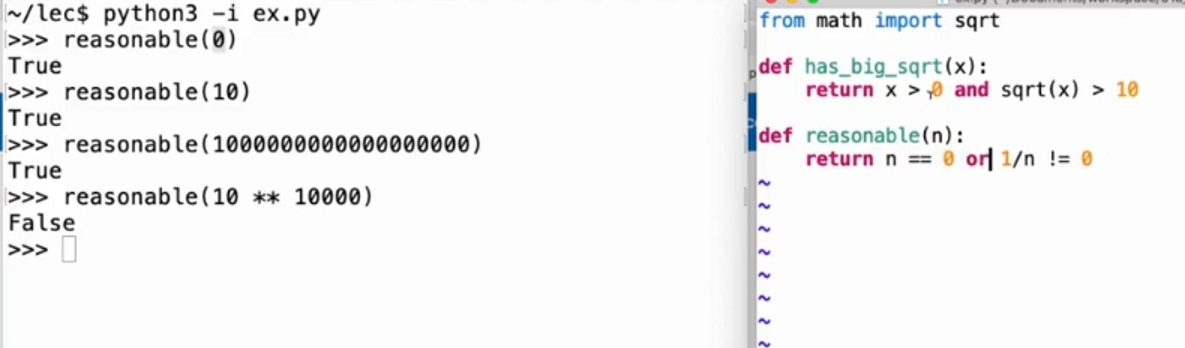 ~/lec$ python3 -i ex.py
>>> reasonable(0)
True
>>> reasonable(10)
True
>>> reasonable(10000000000000000000)
True
>>> reasonable(10 ** 10000)
False
>>>
from math import sqrt
def has_big_sqrt(x):
return x > 0 and sqrt(x) > 10
def reasonable(n):
return n == 0 or 1/n != 0
~
~
~
~
~
~
~
~